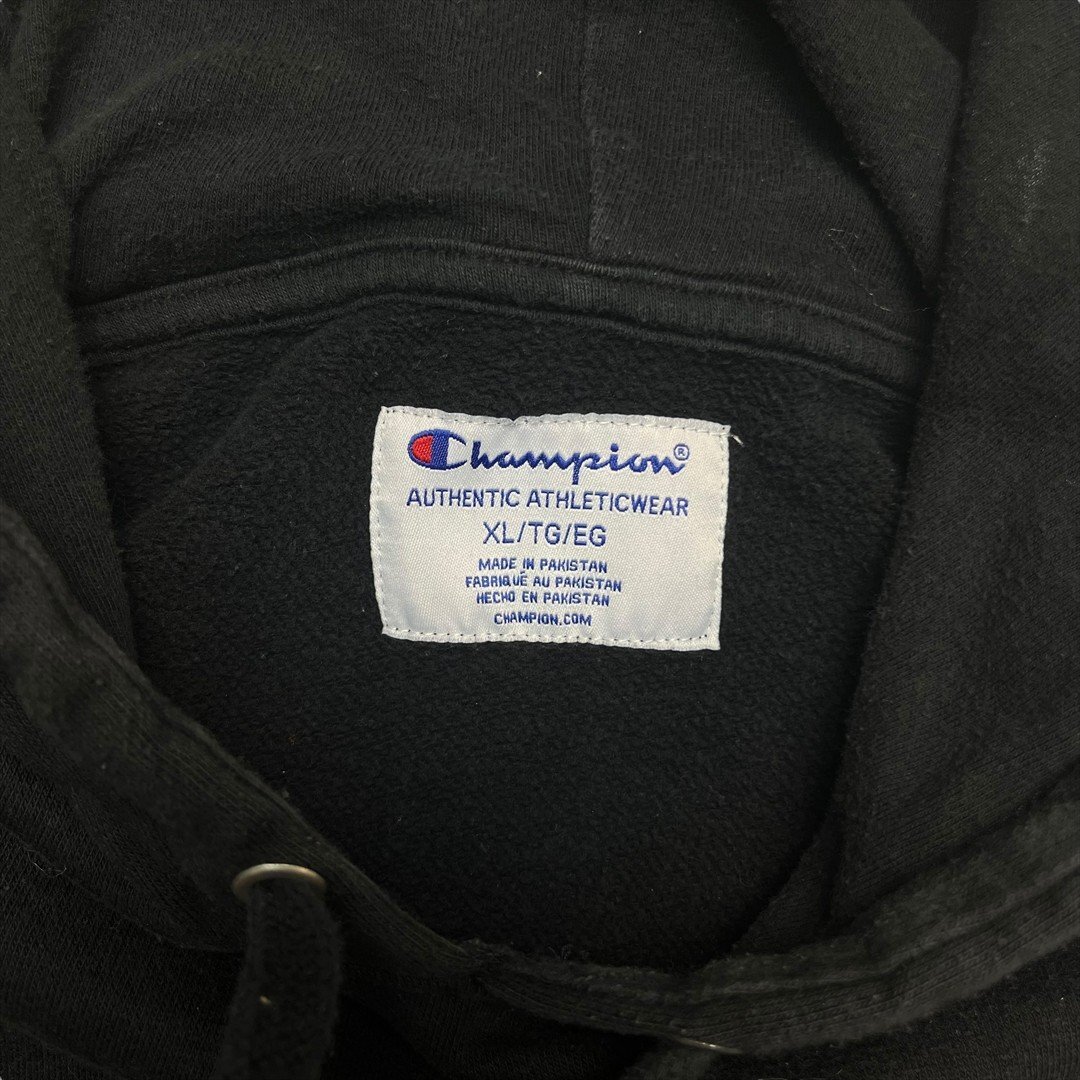 Champion®
AUTHENTIC ATHLETICWEAR
XL/TG/EG
MADE IN PAKISTAN
FABRIQUÉ AU PAKISTAN
HECHO EN PAKISTAN
CHAMPION.COM